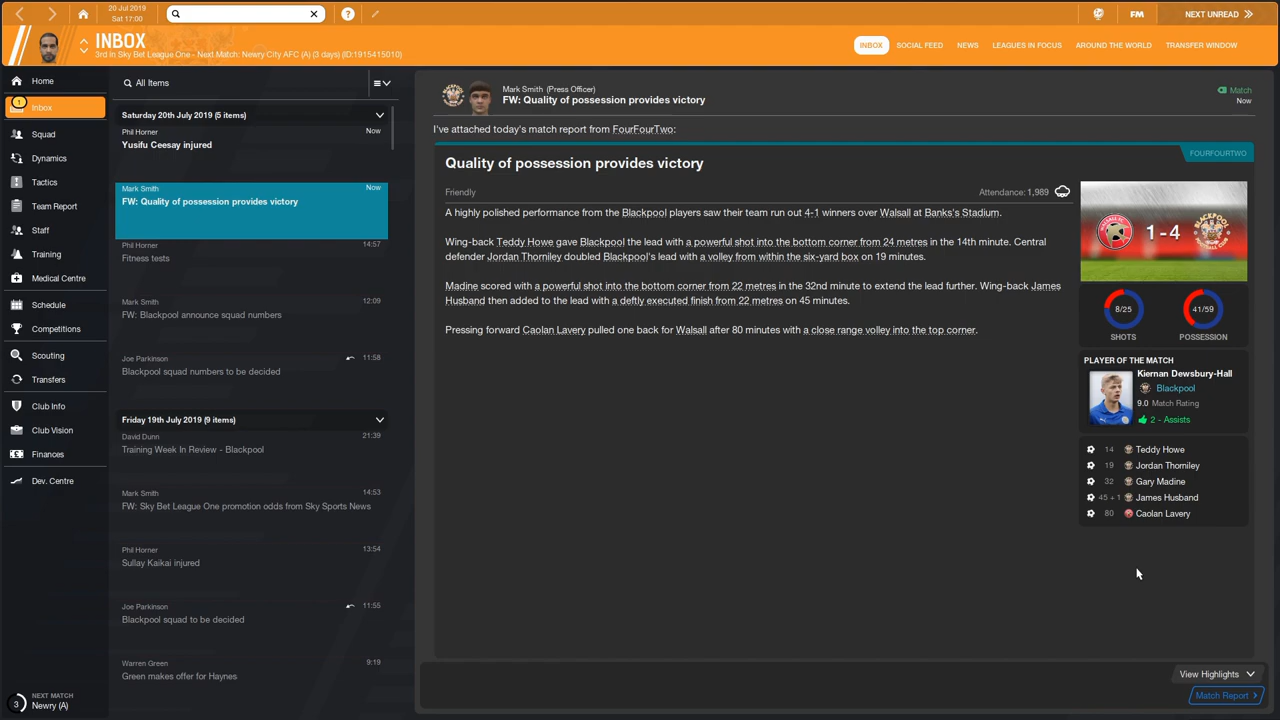 20 Jul 2019
Sat 17:00
FM
NEXT UNREAD
INBOX
3rd in Sky Bet League One - Next Match: Newry City AFC (A) (3 days) (ID:1915415010)
INBOX
SOCIAL FEED
NEWS
LEAGUES IN FOCUS
AROUND THE WORLD
TRANSFER WINDOW
Home
1
Inbox
Squad
Dynamics
Tactics
Team Report
Staff
Training
Medical Centre
Schedule
Competitions
Scouting
Transfers
Club Info
Club Vision
Finances
Dev. Centre
3
NEXT MATCH
Newry (A)
All Items
Saturday 20th July 2019 (5 items)
Phil Horner Now
Yusifu Ceesay injured
Mark Smith Now
FW: Quality of possession provides victory
Phil Horner 14:57
Fitness tests
Mark Smith 12:09
FW: Blackpool announce squad numbers
Joe Parkinson 11:58
Blackpool squad numbers to be decided
Friday 19th July 2019 (9 items)
David Dunn 21:39
Training Week In Review - Blackpool
Mark Smith 14:53
FW: Sky Bet League One promotion odds from Sky Sports News
Phil Horner 13:54
Sullay Kaikai injured
Joe Parkinson 11:55
Blackpool squad to be decided
Warren Green 9:19
Green makes offer for Haynes
Mark Smith (Press Officer)
FW: Quality of possession provides victory
Match
Now
I've attached today's match report from FourFourTwo:
FOURFOURTWO
Quality of possession provides victory
Friendly Attendance: 1,989
A highly polished performance from the Blackpool players saw their team run out 4-1 winners over Walsall at Banks's Stadium.
Wing-back Teddy Howe gave Blackpool the lead with a powerful shot into the bottom corner from 24 metres in the 14th minute. Central
defender Jordan Thorniley doubled Blackpool's lead with a volley from within the six-yard box on 19 minutes.
Madine scored with a powerful shot into the bottom corner from 22 metres in the 32nd minute to extend the lead further. Wing-back James
Husband then added to the lead with a deftly executed finish from 22 metres on 45 minutes.
Pressing forward Caolan Lavery pulled one back for Walsall after 80 minutes with a close range volley into the top corner.
1-4
8/25
SHOTS
41/59
POSSESSION
PLAYER OF THE MATCH
Kiernan Dewsbury-Hall
Blackpool
9.0 Match Rating
2 - Assists
14 Teddy Howe
19 Jordan Thorniley
32 Gary Madine
45 + 1 James Husband
80 Caolan Lavery
View Highlights
Match Report